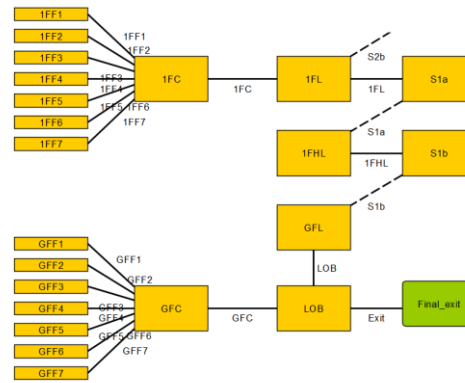 1FF1
1FF2
1FF3
1FF4
1FF5
1FF6
1FF7
1FF1
1FF2
1FF3
1FF4
1FF5 1FF6
1FF7
1FC
1FC
1FL
S2b
1FL
S1a
S1a
1FHL
1FHL
S1b
S1b
GFL
LOB
GFF1
GFF2
GFF3
GFF4
GFF5
GFF6
GFF7
GFF1
GFF2
GFF3
GFF4
GFF5 GFF6
GFF7
GFC
GFC
LOB
Exit
Final_exit